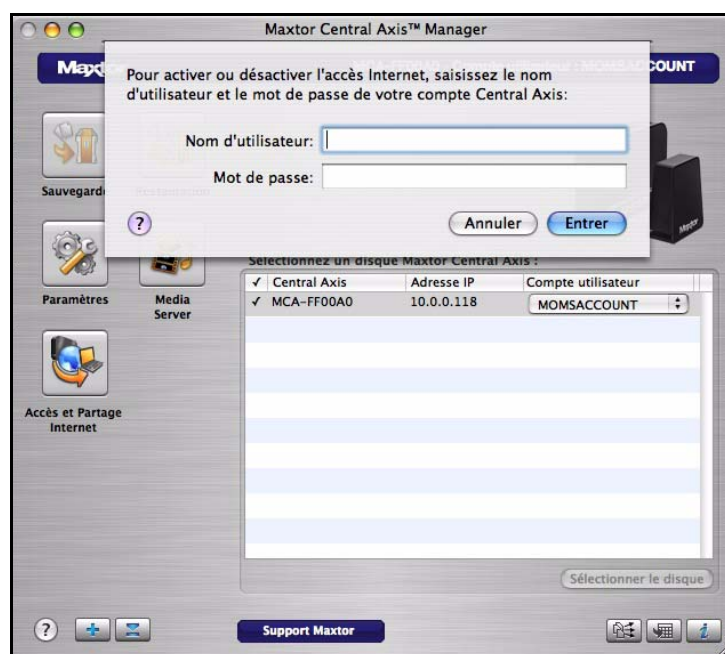 Maxtor Central Axis™ Manager
COUNT
Pour activer ou désactiver l'accès Internet, saisissez le nom
d'utilisateur et le mot de passe de votre compte Central Axis:
Nom d'utilisateur:
Mot de passe:
?
Annuler
Entrer
Maxtor
Sélectionnez un disque Maxtor Central Axis :
✓ Central Axis Adresse IP Compte utilisateur
✓ MCA-FF00A0 10.0.0.118 MOMSACCOUNT
Paramètres
Media
Server
Accès et Partage
Internet
Sélectionner le disque
?
Support Maxtor
i